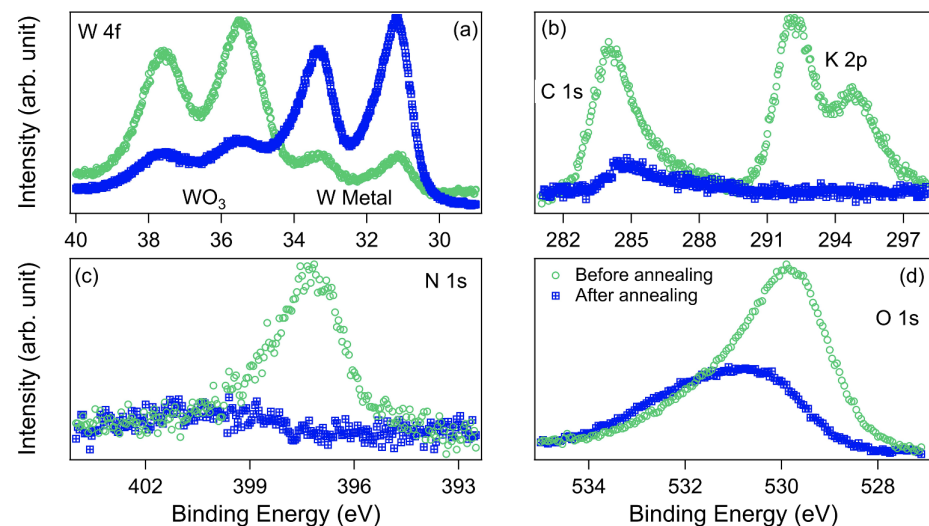 Intensity (arb. unit)
W 4f
(a)
WO₃
W Metal
40 38 36 34 32 30
(b)
C 1s
K 2p
282 285 288 291 294 297
Intensity (arb. unit)
(c)
N 1s
402 399 396 393
Binding Energy (eV)
Before annealing
After annealing
(d)
O 1s
534 532 530 528
Binding Energy (eV)